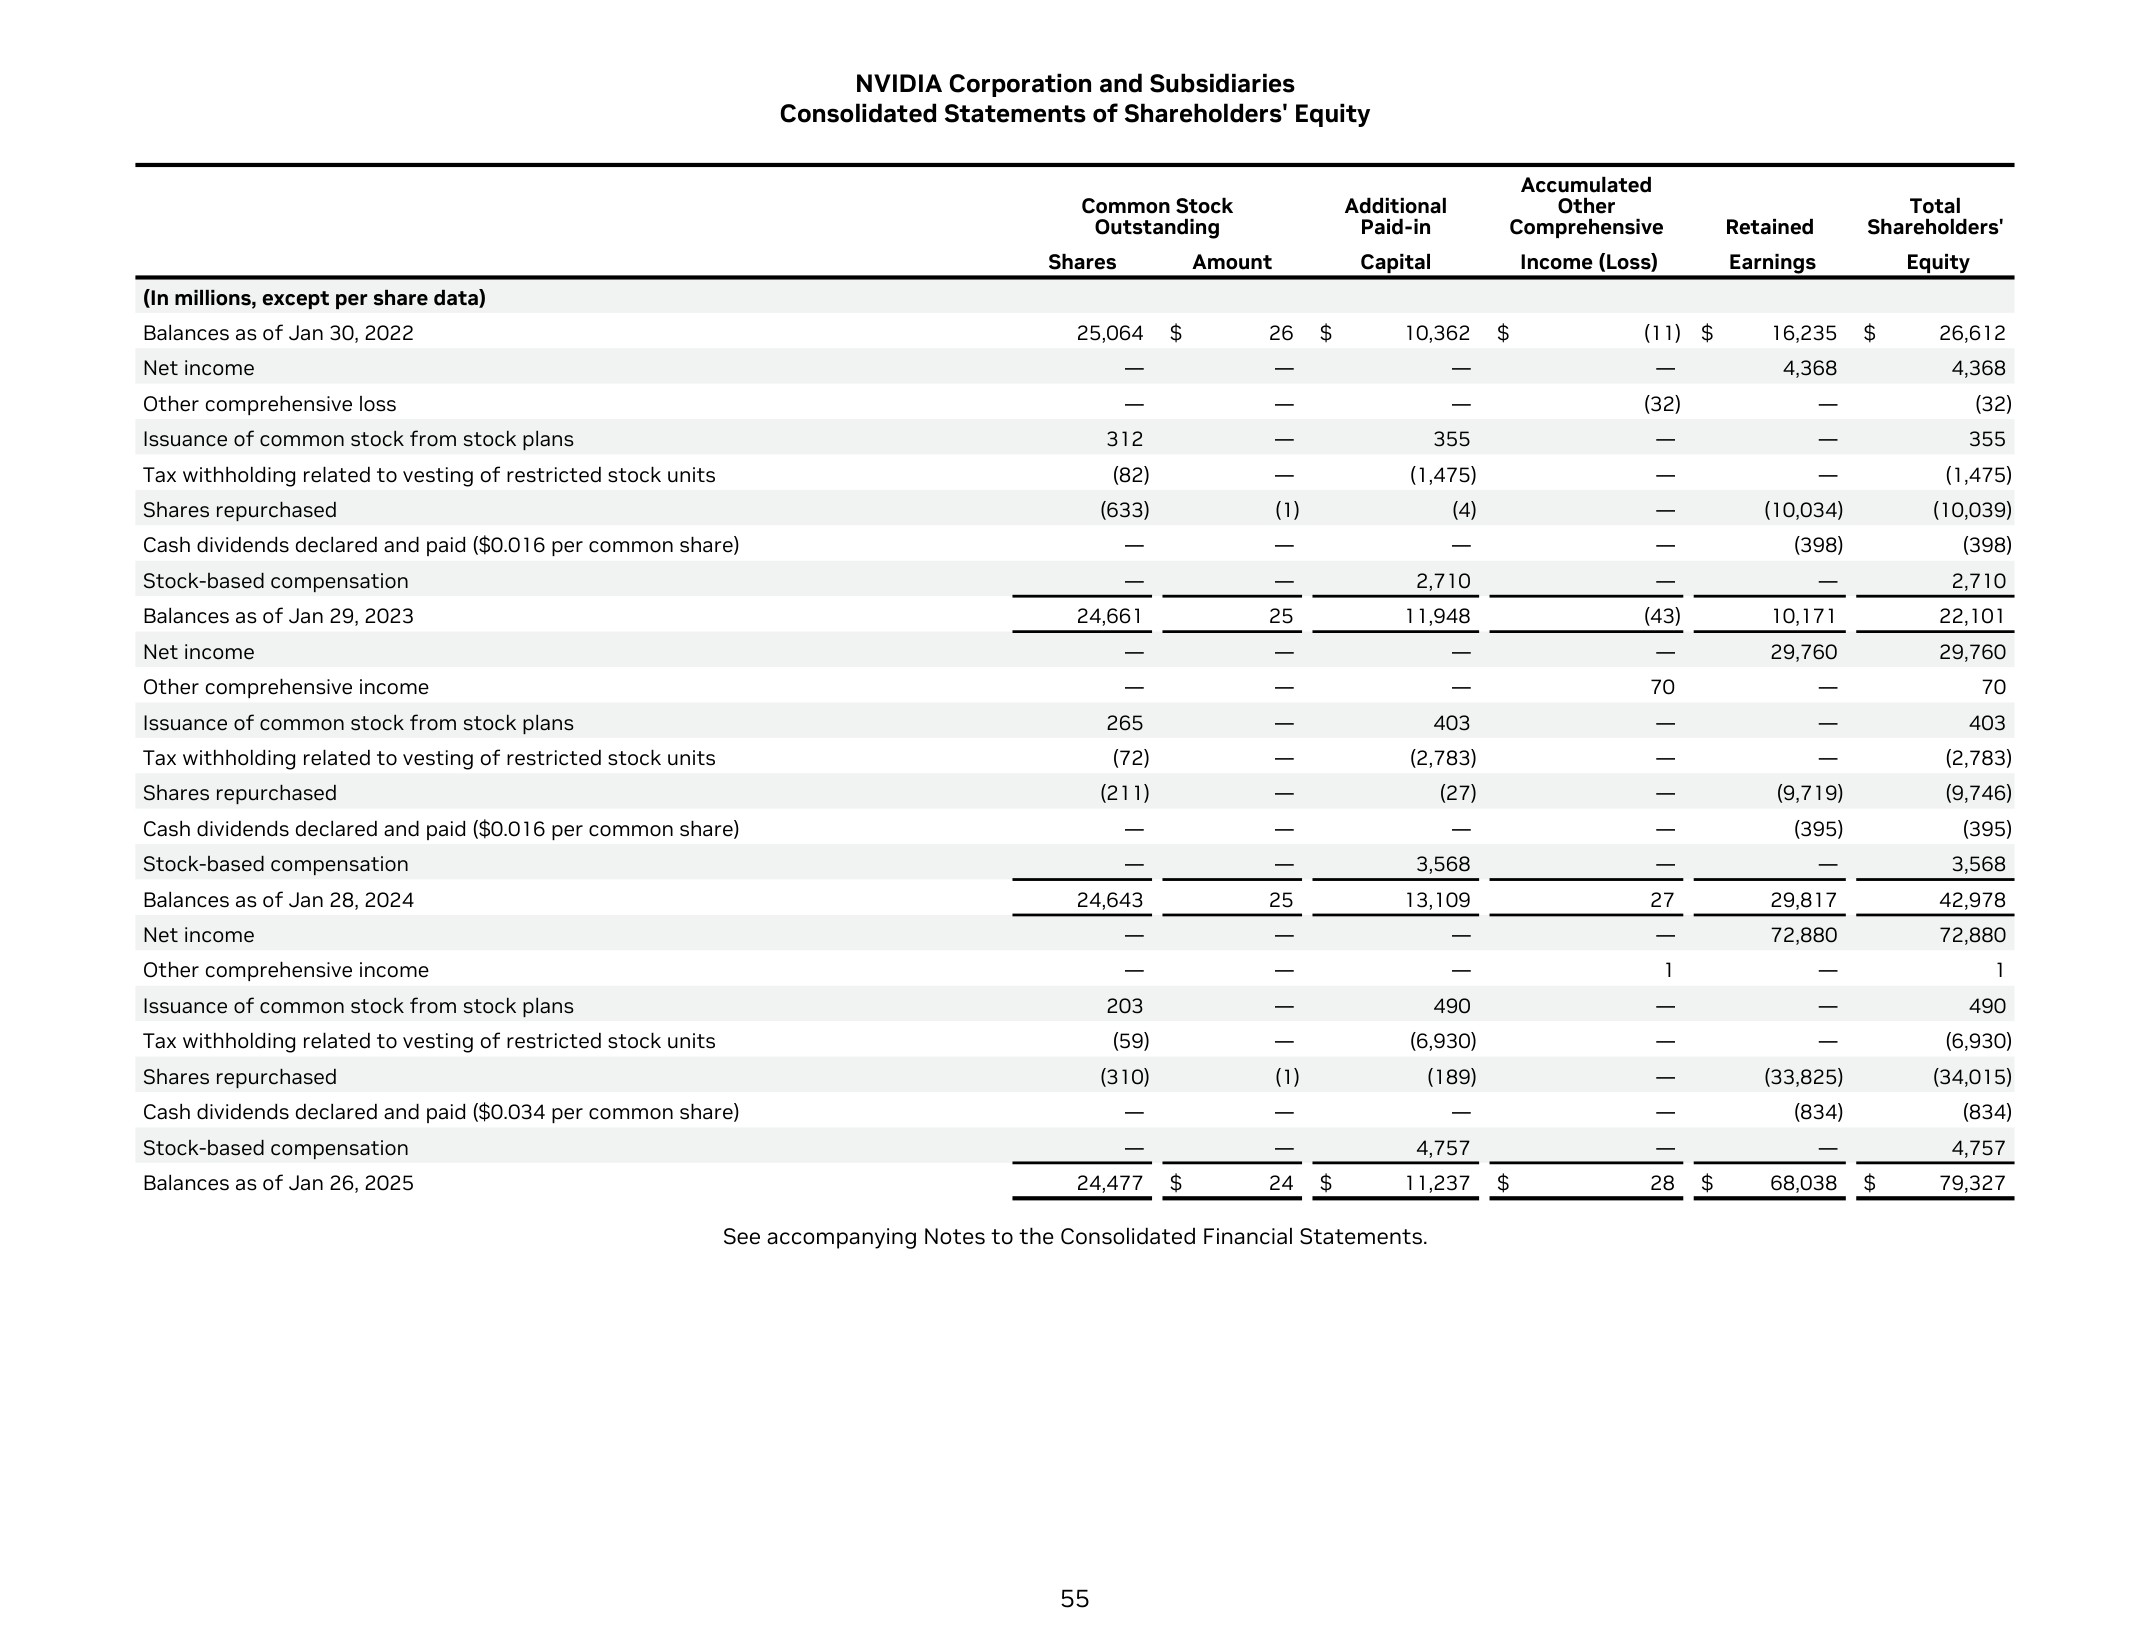 NVIDIA Corporation and Subsidiaries
Consolidated Statements of Shareholders' Equity
Common Stock Outstanding Additional Paid-in Capital Accumulated Other Comprehensive Income (Loss) Retained Earnings Total Shareholders' Equity
Shares Amount
(In millions, except per share data)
Balances as of Jan 30, 2022 25,064 $ 26 $ 10,362 $ (11) $ 16,235 $ 26,612
Net income — — — — 4,368 4,368
Other comprehensive loss — — — (32) — (32)
Issuance of common stock from stock plans 312 — 355 — — 355
Tax withholding related to vesting of restricted stock units (82) — (1,475) — — (1,475)
Shares repurchased (633) (1) (4) — (10,034) (10,039)
Cash dividends declared and paid ($0.016 per common share) — — — — (398) (398)
Stock-based compensation — — 2,710 — — 2,710
Balances as of Jan 29, 2023 24,661 25 11,948 (43) 10,171 22,101
Net income — — — — 29,760 29,760
Other comprehensive income — — — 70 — 70
Issuance of common stock from stock plans 265 — 403 — — 403
Tax withholding related to vesting of restricted stock units (72) — (2,783) — — (2,783)
Shares repurchased (211) — (27) — (9,719) (9,746)
Cash dividends declared and paid ($0.016 per common share) — — — — (395) (395)
Stock-based compensation — — 3,568 — — 3,568
Balances as of Jan 28, 2024 24,643 25 13,109 27 29,817 42,978
Net income — — — — 72,880 72,880
Other comprehensive income — — — 1 — 1
Issuance of common stock from stock plans 203 — 490 — — 490
Tax withholding related to vesting of restricted stock units (59) — (6,930) — — (6,930)
Shares repurchased (310) (1) (189) — (33,825) (34,015)
Cash dividends declared and paid ($0.034 per common share) — — — — (834) (834)
Stock-based compensation — — 4,757 — — 4,757
Balances as of Jan 26, 2025 24,477 $ 24 $ 11,237 $ 28 $ 68,038 $ 79,327
See accompanying Notes to the Consolidated Financial Statements.
55